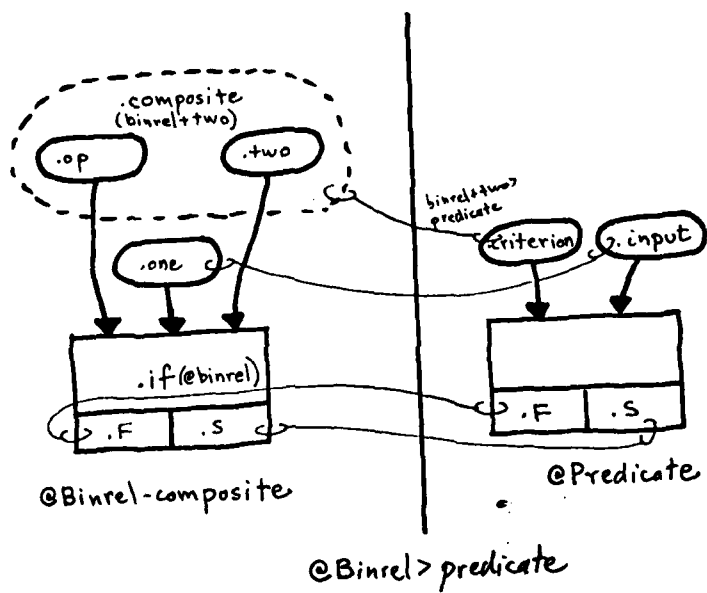 .composite
(binrel++two)
.op
.two
binrel++two>
predicate
criterion
.input
.one
.if(@binrel)
.F
.S
.F
.S
@Binrel-composite
@Predicate
@Binrel> predicate